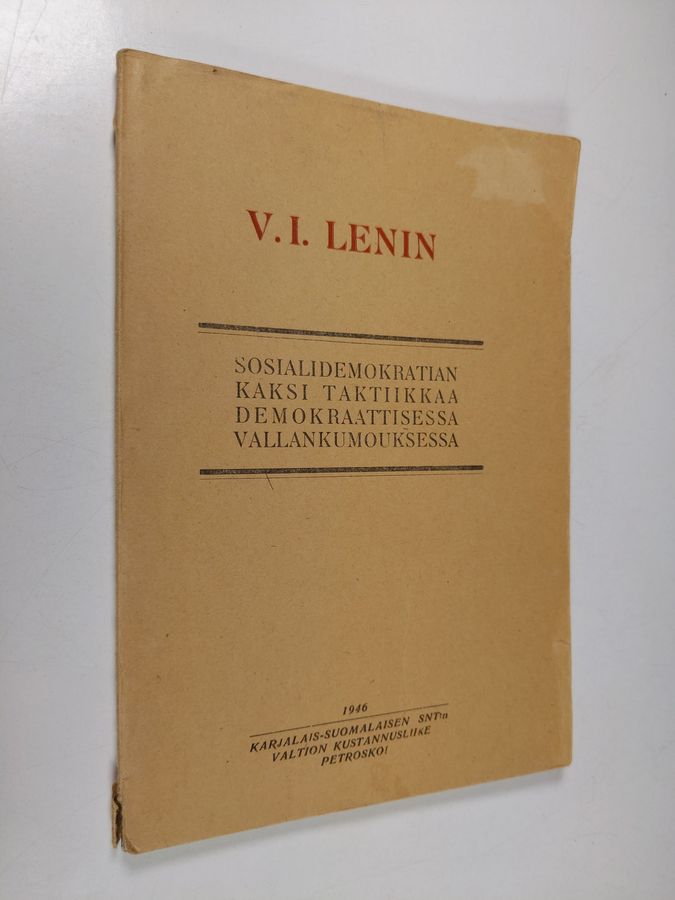 V. I. LENIN
SOSIALIDEMOKRATIAN
KAKSI TAKTIIKKAA
DEMOKRAATTISESSA
VALLANKUMOUKSESSA
1946
KARJALAIS-SUOMALAISEN SNT:n
VALTION KUSTANNUSLIIKE
PETROSKOI